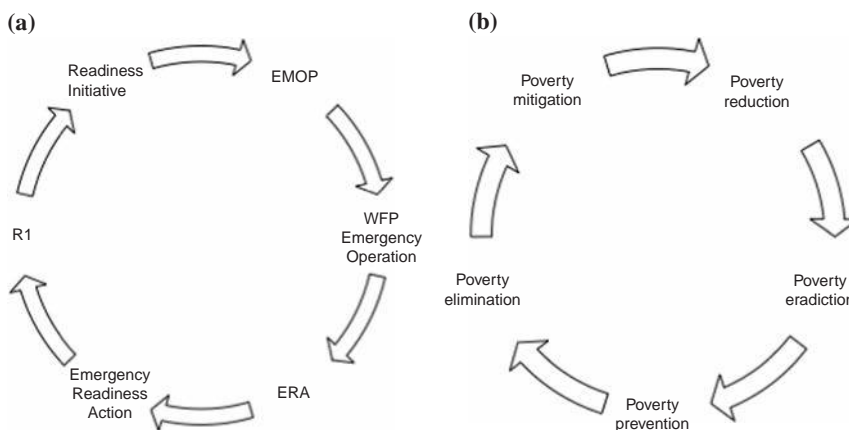 (a)
Readiness
Initiative
EMOP
WFP
Emergency
Operation
ERA
Emergency
Readiness
Action
R1
(b)
Poverty
mitigation
Poverty
reduction
Poverty
eradiction
Poverty
prevention
Poverty
elimination